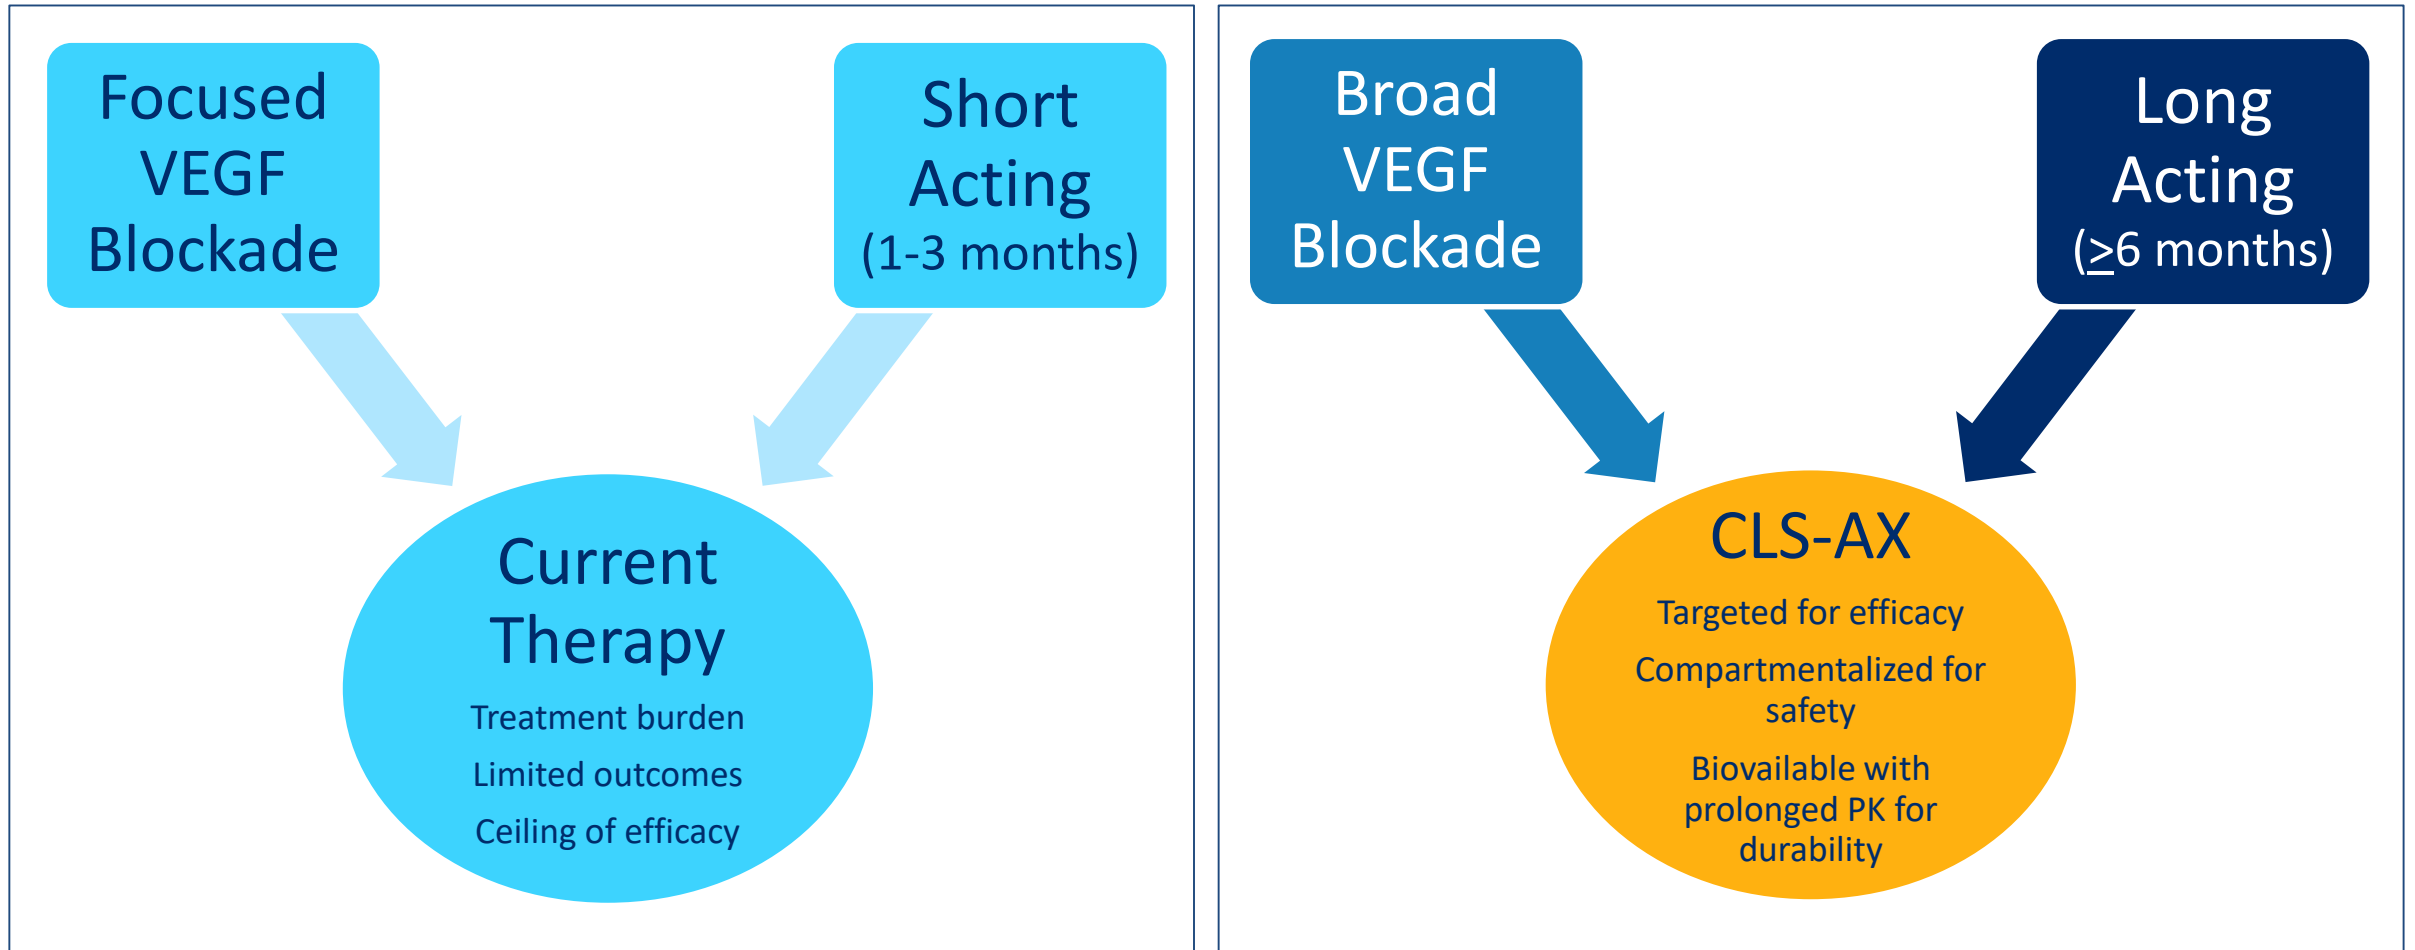 Focused
VEGF
Blockade
Short
Acting
(1-3 months)
Current
Therapy
Treatment burden
Limited outcomes
Ceiling of efficacy
Broad
VEGF
Blockade
Long
Acting
(≥6 months)
CLS-AX
Targeted for efficacy
Compartmentalized for
safety
Biovailable with
prolonged PK for
durability